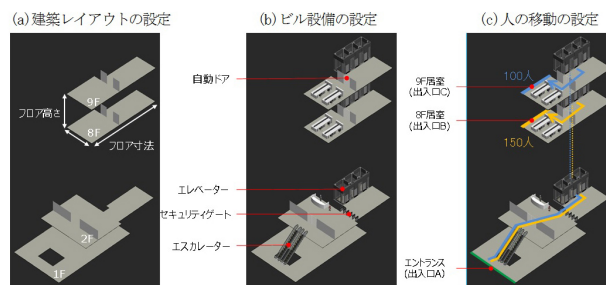 (a)建築レイアウトの設定
(b)ビル設備の設定
(c)人の移動の設定
9F
フロア高さ
8F
フロア寸法
2F
1F
自動ドア
エレベーター
セキュリティゲート
エスカレーター
100人
9F居室
(出入口C)
8F居室
(出入口B)
150人
エントランス
(出入口A)